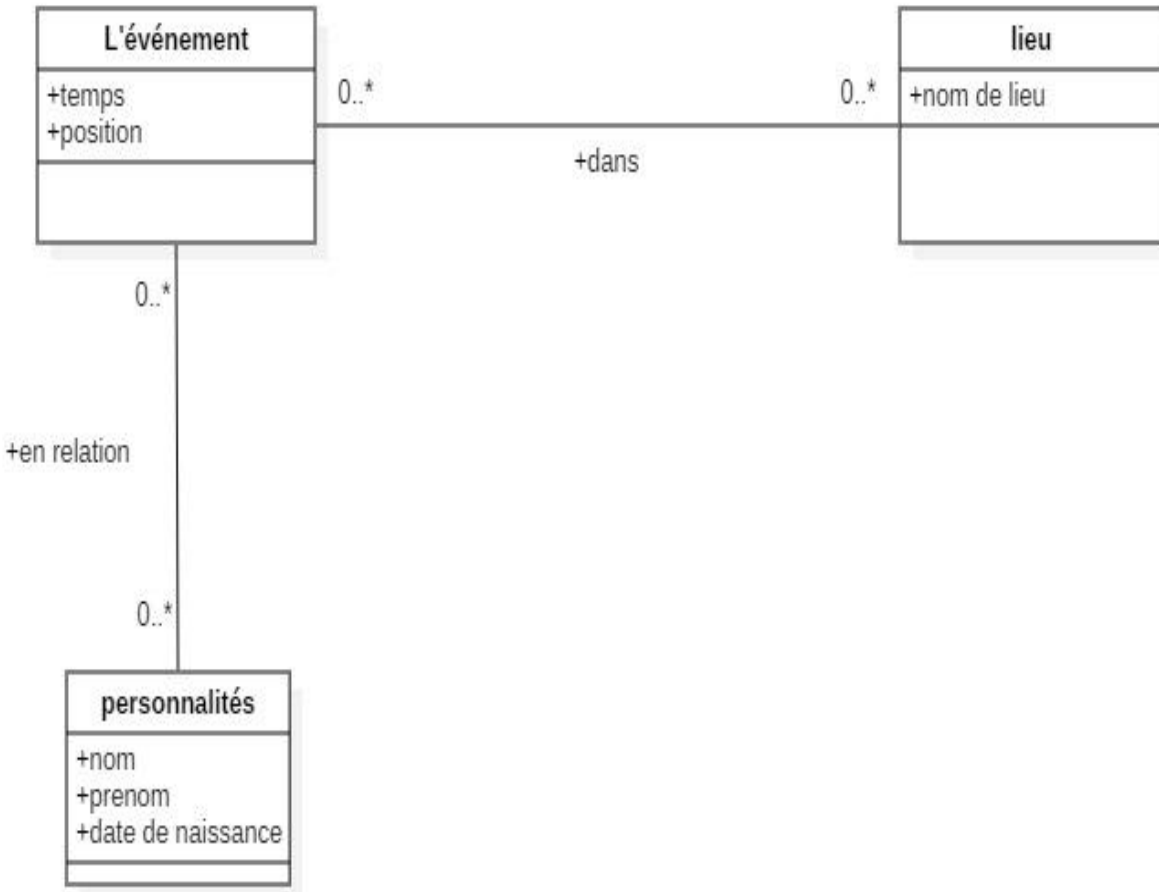 L'événement
+temps
+position
0..*
0..*
+dans
lieu
+nom de lieu
0..*
+en relation
0..*
personnalités
+nom
+prenom
+date de naissance